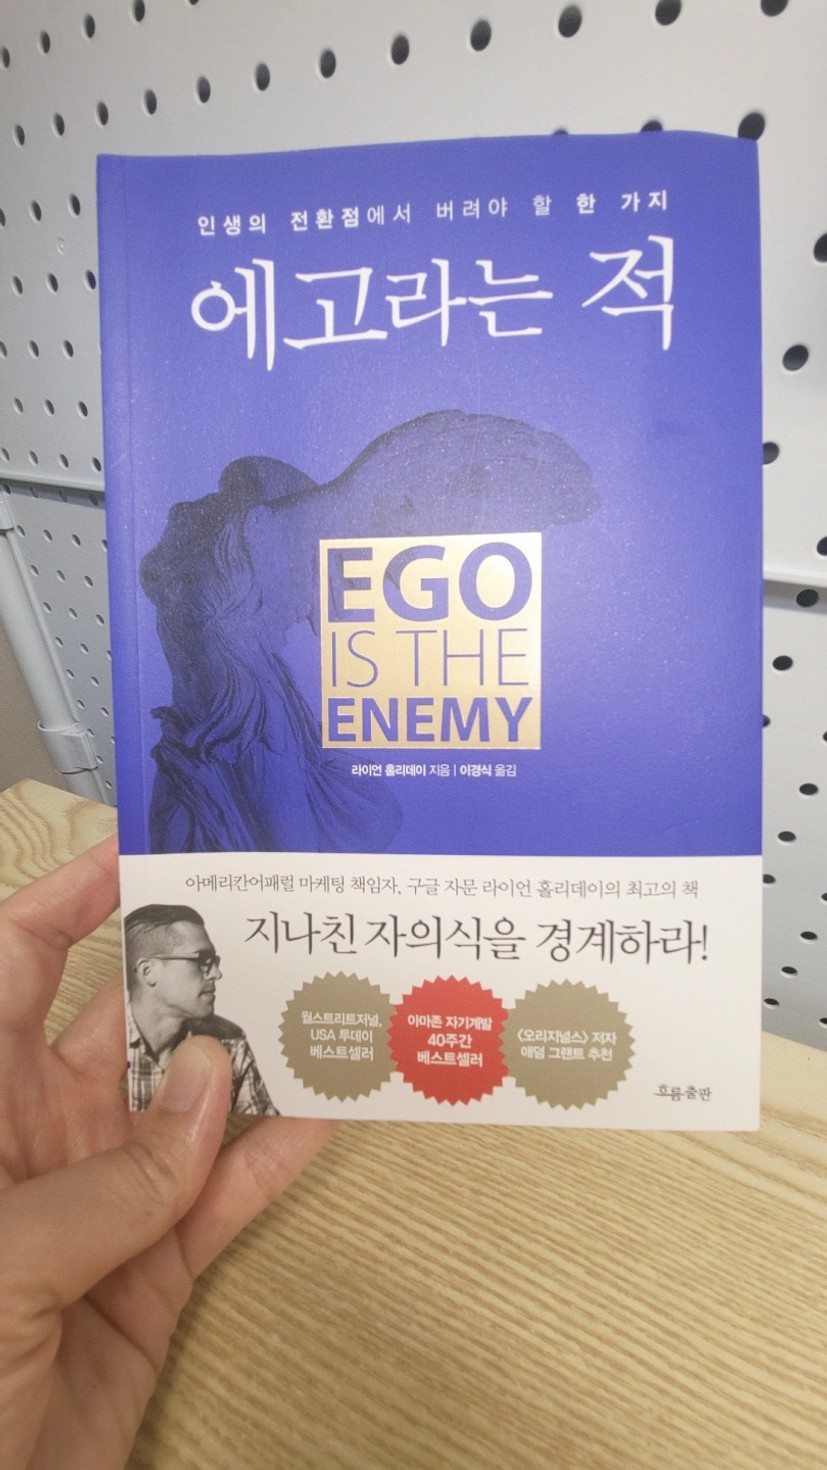 인생의 전환점에서 버려야 할 한 가지
에고라는 적
EGO
IS THE
ENEMY
라이언 홀리데이 지음 | 이경식 옮김
아메리칸어패럴 마케팅 책임자, 구글 자문 라이언 홀리데이의 최고의 책
지나친 자의식을 경계하라!
월스트리트저널,
USA 투데이
베스트셀러
아마존 자기계발
40주간
베스트셀러
《오리지널스》 저자
애덤 그랜트 추천
흐름출판